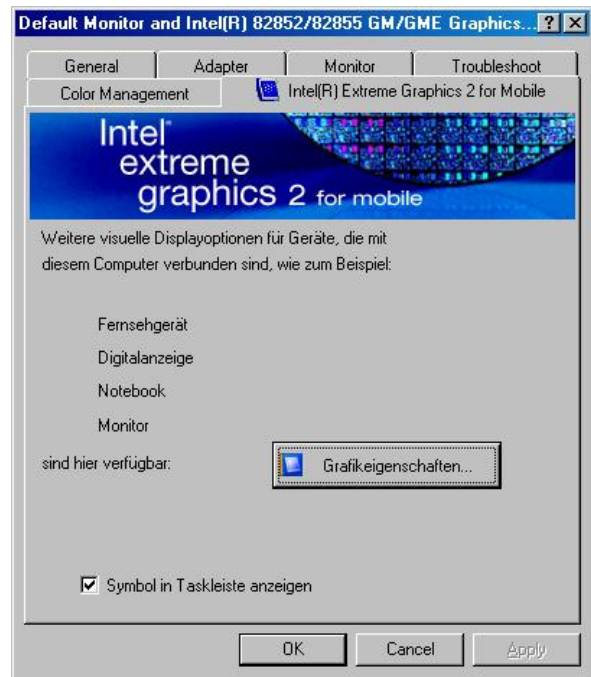 Default Monitor and Intel(R) 82852/82855 GM/GME Graphics...
General Adapter Monitor Troubleshoot
Color Management Intel(R) Extreme Graphics 2 for Mobile
Intel
extreme
graphics 2 for mobile
Weitere visuelle Displayoptionen für Geräte, die mit
diesem Computer verbunden sind, wie zum Beispiel:
Fernsehgerät
Digitalanzeige
Notebook
Monitor
sind hier verfügbar: Grafikeigenschaften...
Symbol in Taskleiste anzeigen
OK Cancel Apply